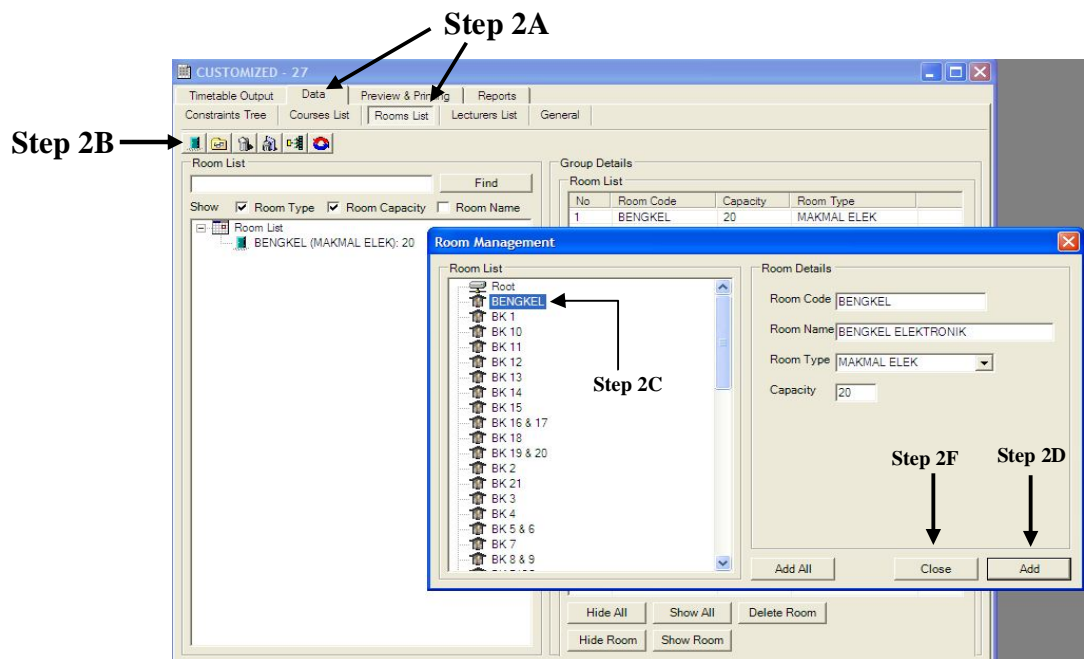 Step 2A
CUSTOMIZED - 27
Timetable Output Data Preview & Printing Reports
Constraints Tree Courses List Rooms List Lecturers List General
Step 2B
Room List
Find
Show Room Type Room Capacity Room Name
Room List
BENGKEL (MAKMAL ELEK): 20
Group Details
Room List
No Room Code Capacity Room Type
1 BENGKEL 20 MAKMAL ELEK
Room Management
Room List
Root
BENGKEL
BK 1
BK 10
BK 11
BK 12
BK 13
BK 14
BK 15
BK 16 & 17
BK 18
BK 19 & 20
BK 2
BK 21
BK 3
BK 4
BK 5 & 6
BK 7
BK 8 & 9
Step 2C
Room Details
Room Code BENGKEL
Room Name BENGKEL ELEKTRONIK
Room Type MAKMAL ELEK
Capacity 20
Step 2F Step 2D
Add All Close Add
Hide All Show All Delete Room
Hide Room Show Room